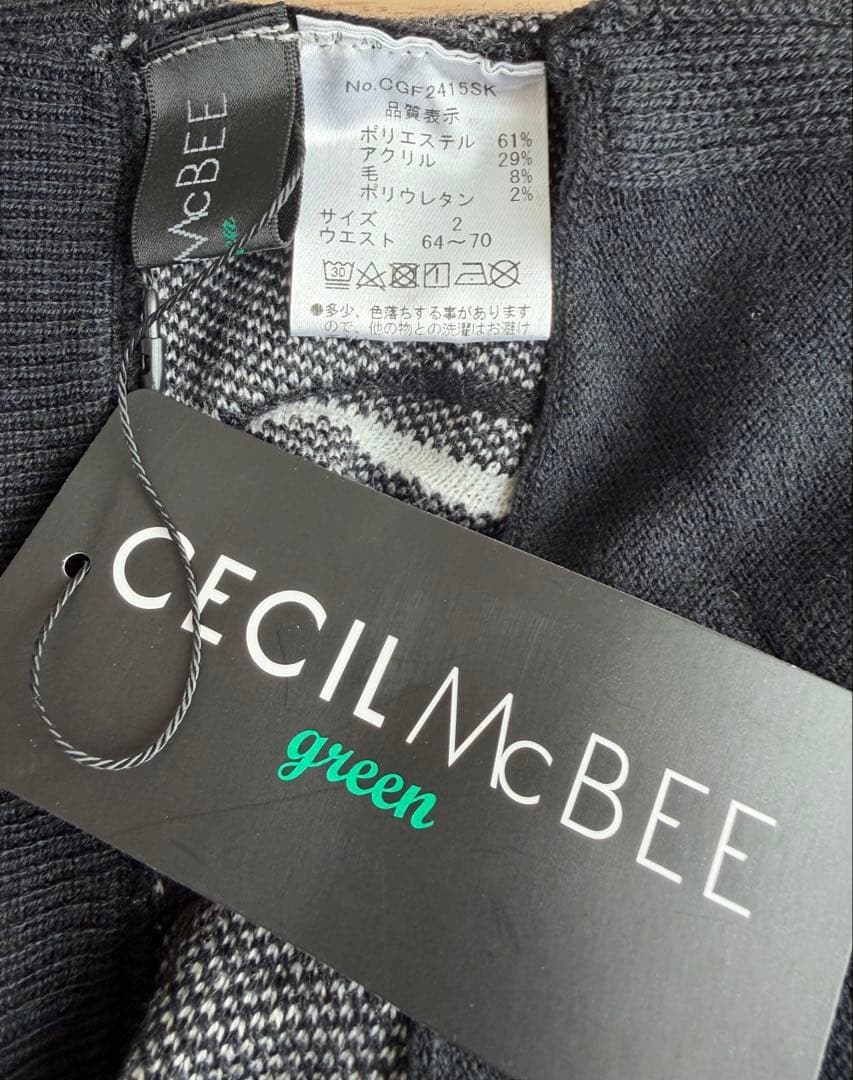 McBEE
No.CGF2415SK
品質表示
ポリエステル 61%
アクリル 29%
毛 8%
ポリウレタン 2%
サイズ 2
ウエスト 64～70
30
●多少、色落ちする事があります
ので、他の物との洗濯はお避け
CECIL McBEE
green